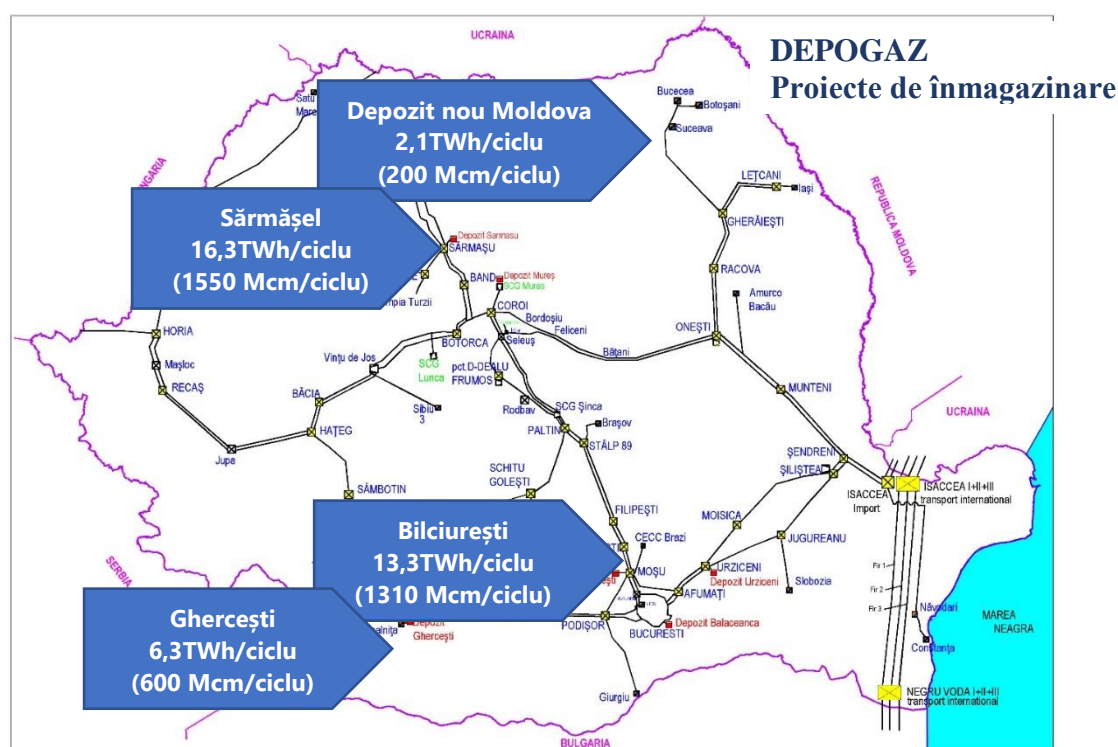 DEPOGAZ
Proiecte de înmagazinare
UCRAINA
Satu
Mare
Depozit nou Moldova
2,1TWh/ciclu
(200 Mcm/ciclu)
Bucecea
Botoşani
Suceava
LEŢCANI
Iaşi
GHERĂIEŞTI
REPUBLICA MOLDOVA
Sărmășel
16,3TWh/ciclu
(1550 Mcm/ciclu)
Depozit Sarmasu
SĂRMAŞU
BAND
Depozit Mureş
SCG Mures
RACOVA
Amurco
Bacău
COROI
Bordoşiu
Feliceni
Seleuş
ONEŞTI
HORIA
BOTORCA
Băţani
Maşloc
Vinţu de Jos
SCG
Lunca
pct.D-DEALU
FRUMOS
RECAŞ
BĂCIA
Sibiu
3
Rodbav
SCG Şinca
MUNTENI
UCRAINA
HAŢEG
PALTIN
Braşov
STÂLP 89
Jupa
ŞENDRENI
ŞILIŞTEA
SCHITU
GOLEŞTI
SÂMBOTIN
ISACCEA
Import
ISACCEA I+II+III
transport international
FILIPEŞTI
MOISICA
JUGUREANU
Bilciurești
13,3TWh/ciclu
(1310 Mcm/ciclu)
CECC Brazi
MOŞU
URZICENI
Depozit Urziceni
Slobozia
AFUMAŢI
Fir 1
Fir 2
Fir 3
SERBIA
Ghercești
6,3TWh/ciclu
(600 Mcm/ciclu)
Depozit
Gherceşti
PODIŞOR
BUCURESTI
Depozit Balaceanca
Năvodari
MAREA
NEAGRA
Constanţa
Giurgiu
NEGRU VODA I+II+III
transport international
BULGARIA